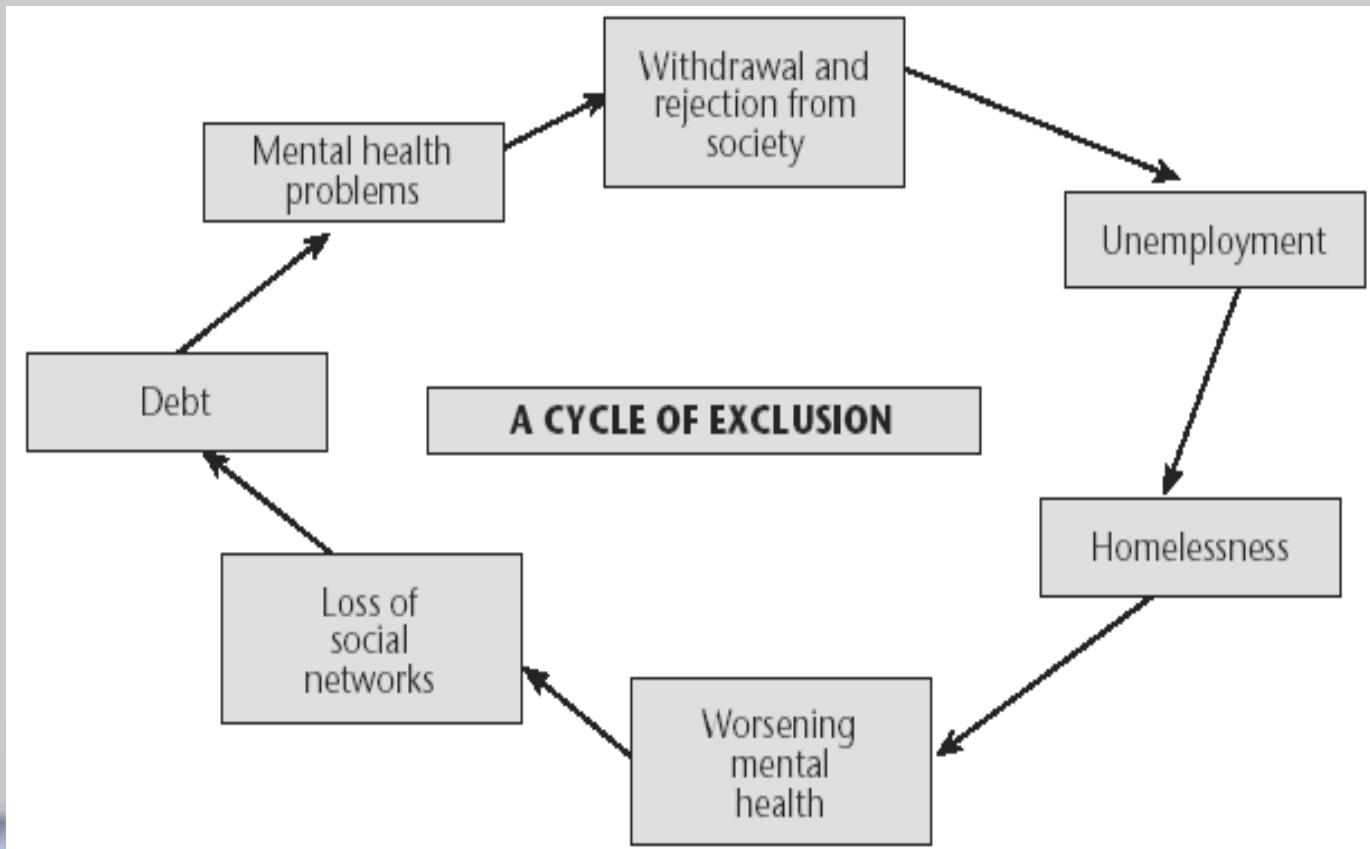 Withdrawal and
rejection from
society
Mental health
problems
Unemployment
Debt
A CYCLE OF EXCLUSION
Homelessness
Loss of
social
networks
Worsening
mental
health